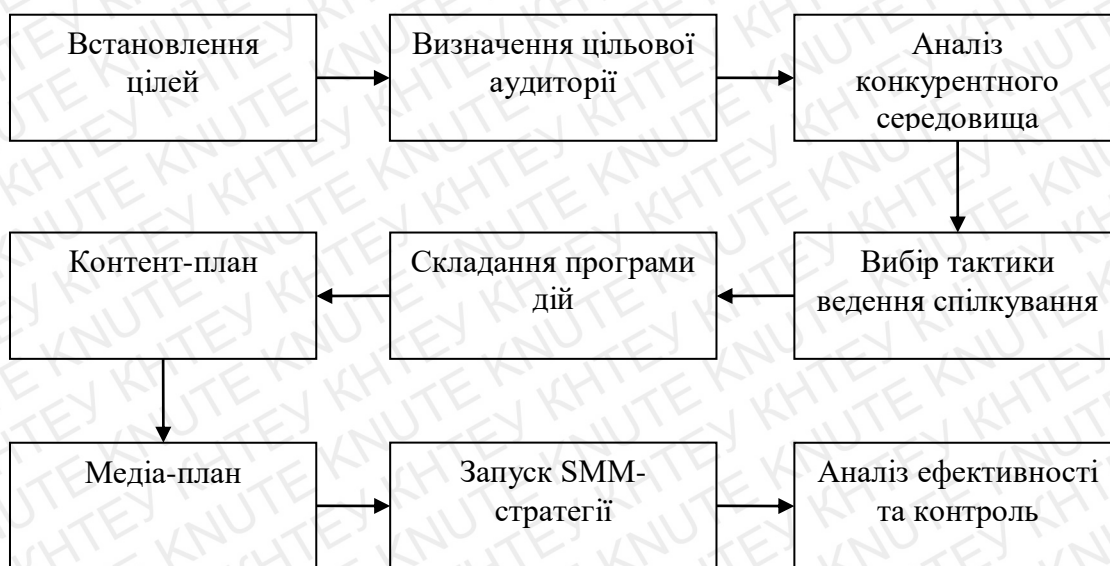 Встановлення
цілей
Визначення цільової
аудиторії
Аналіз
конкурентного
середовища
Вибір тактики
ведення спілкування
Складання програми
дій
Контент-план
Медіа-план
Запуск SMM-
стратегії
Аналіз ефективності
та контроль